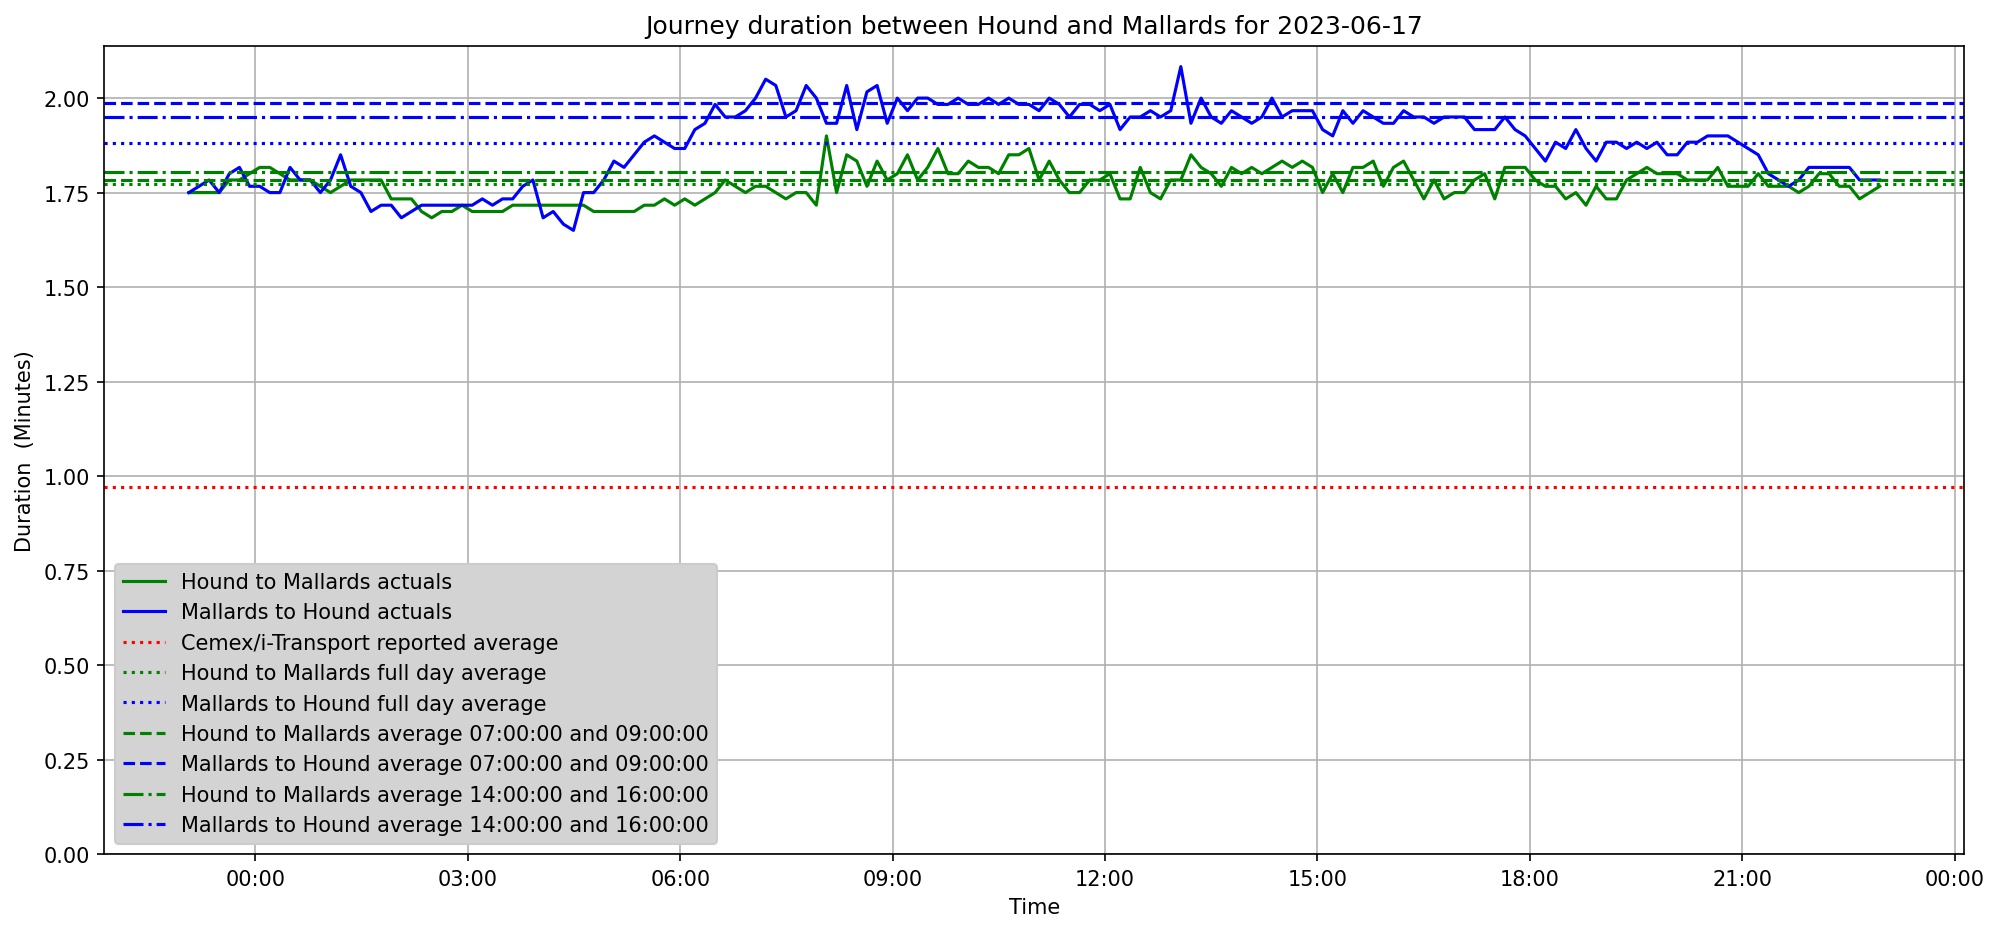 Journey duration between Hound and Mallards for 2023-06-17
2.00
1.75
1.50
1.25
1.00
0.75
0.50
0.25
0.00
Duration  (Minutes)
Hound to Mallards actuals
Mallards to Hound actuals
Cemex/i-Transport reported average
Hound to Mallards full day average
Mallards to Hound full day average
Hound to Mallards average 07:00:00 and 09:00:00
Mallards to Hound average 07:00:00 and 09:00:00
Hound to Mallards average 14:00:00 and 16:00:00
Mallards to Hound average 14:00:00 and 16:00:00
00:00 03:00 06:00 09:00 12:00 15:00 18:00 21:00 00:00
Time